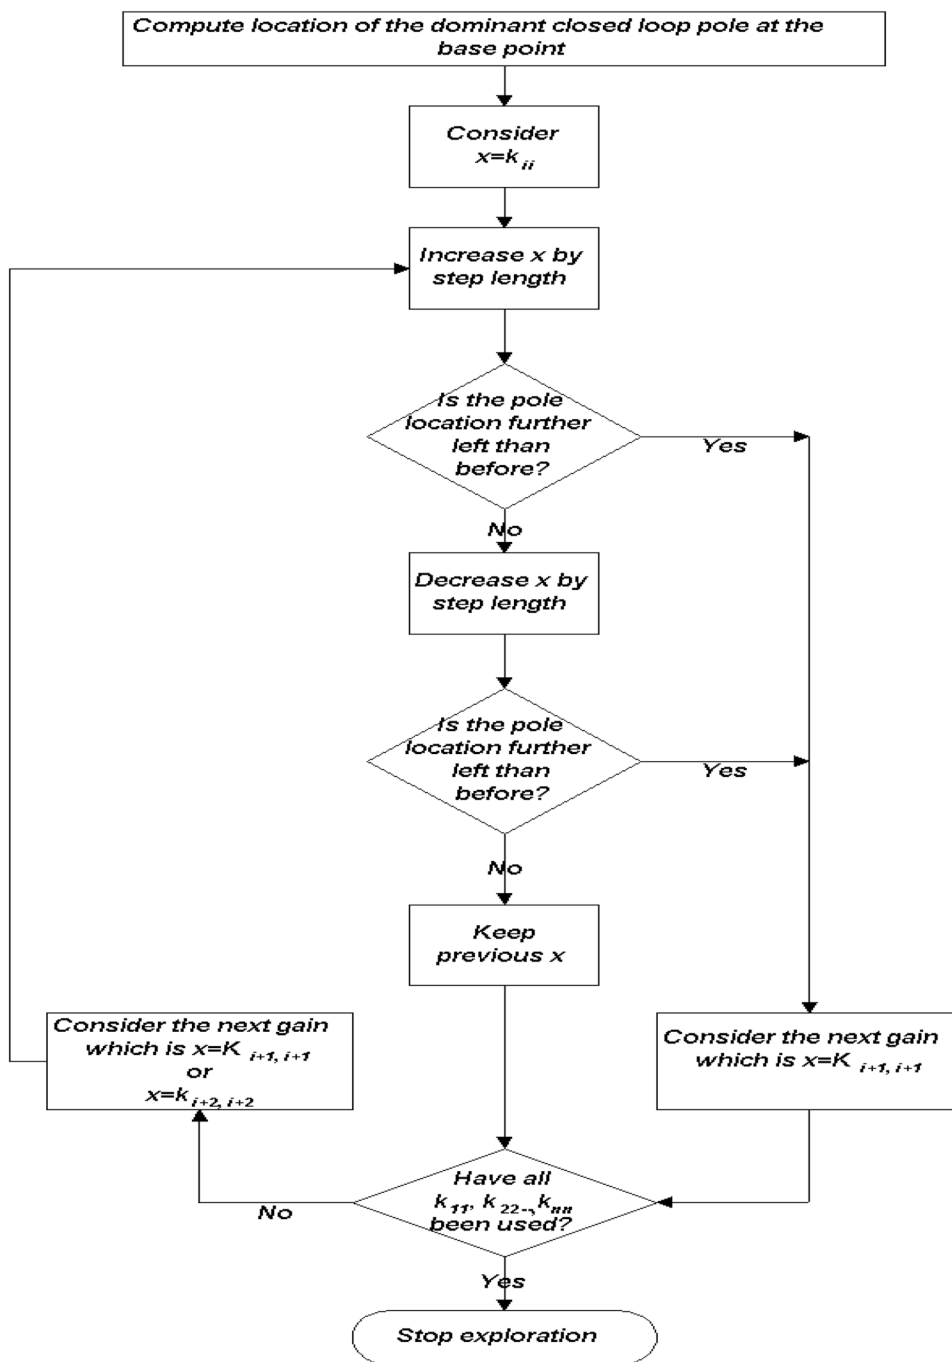 Compute location of the dominant closed loop pole at the
base point
Consider
x=k ii
Increase x by
step length
Is the pole
location further
left than
before?
Yes
No
Decrease x by
step length
Is the pole
location further
left than
before?
Yes
No
Keep
previous x
Consider the next gain
which is x=K i+1, i+1
or
x=k i+2, i+2
Consider the next gain
which is x=K i+1, i+1
Have all
k 11, k 22--, k nn
been used?
No
Yes
Stop exploration